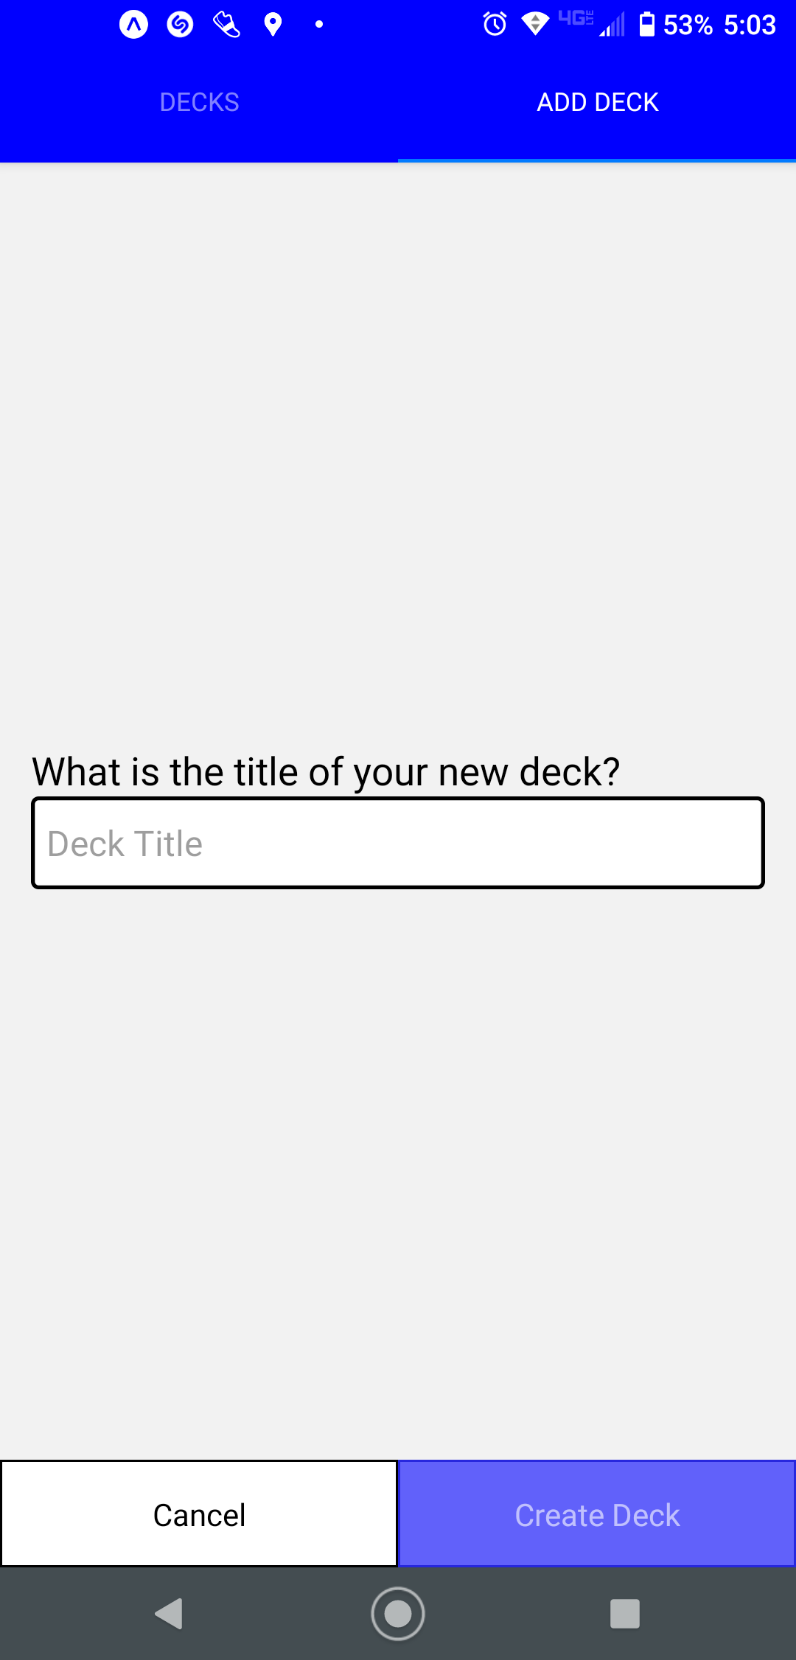 4G LTE 53% 5:03
DECKS ADD DECK
What is the title of your new deck?
Deck Title
Cancel Create Deck